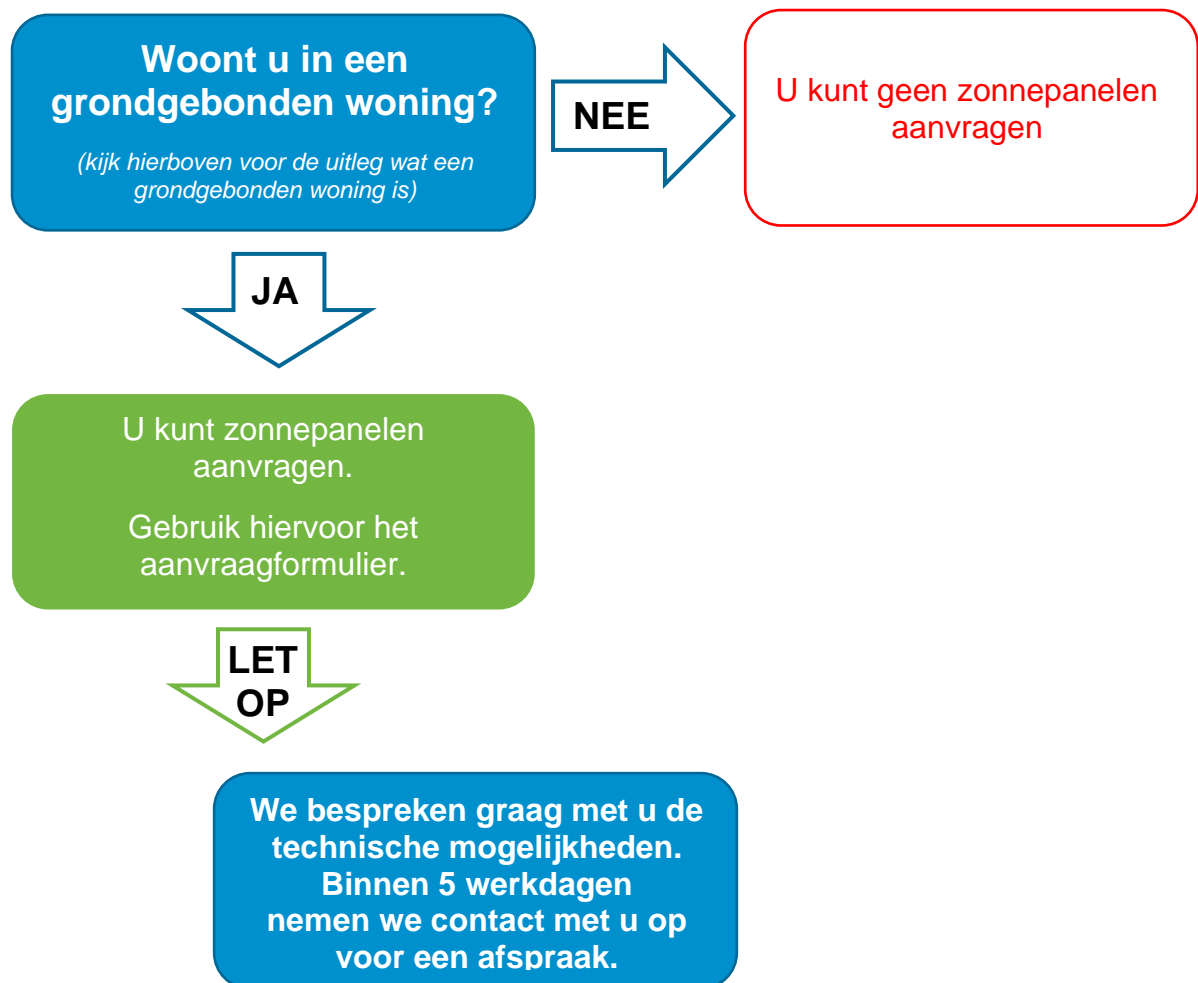 Woont u in een
grondgebonden woning?
(kijk hierboven voor de uitleg wat een
grondgebonden woning is)
NEE
U kunt geen zonnepanelen
aanvragen
JA
U kunt zonnepanelen
aanvragen.
Gebruik hiervoor het
aanvraagformulier.
LET
OP
We bespreken graag met u de
technische mogelijkheden.
Binnen 5 werkdagen
nemen we contact met u op
voor een afspraak.